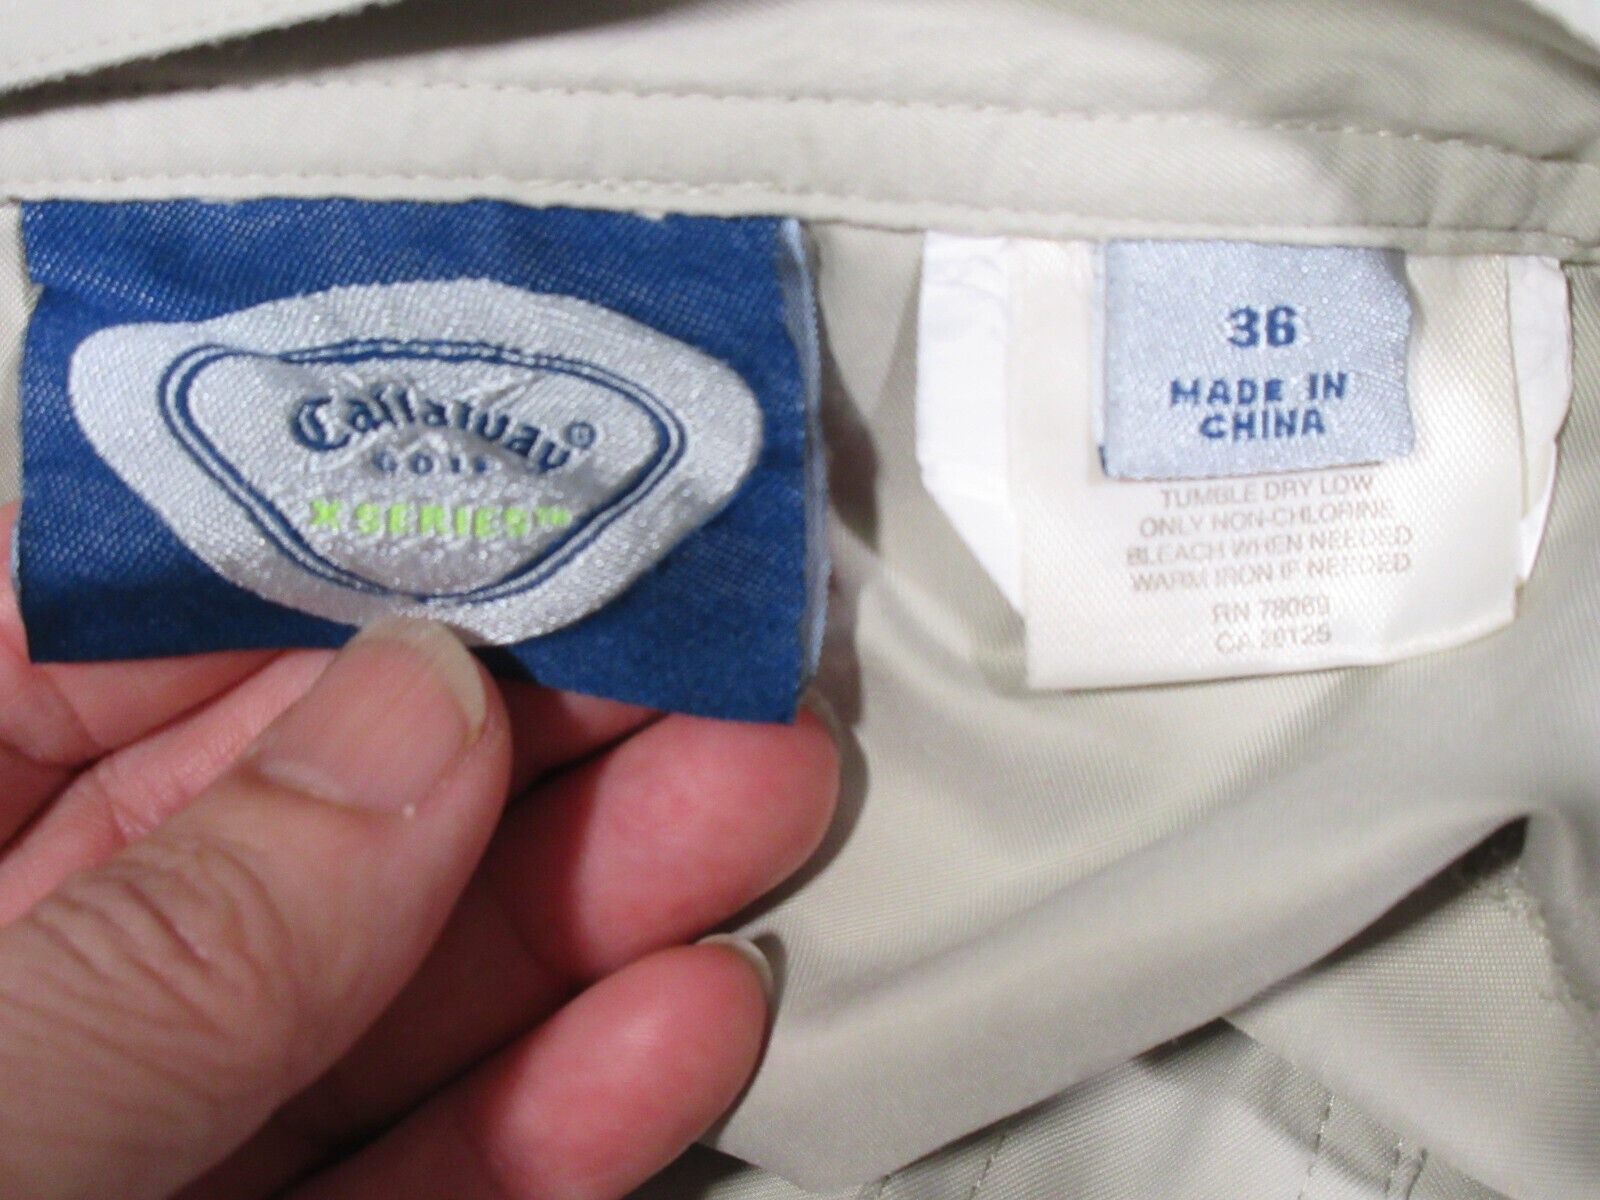 Callaway®
GOLF
X SERIES™
36
MADE IN
CHINA
TUMBLE DRY LOW
ONLY NON-CHLORINE
BLEACH WHEN NEEDED
WARM IRON IF NEEDED
RN 78069
CA 28125